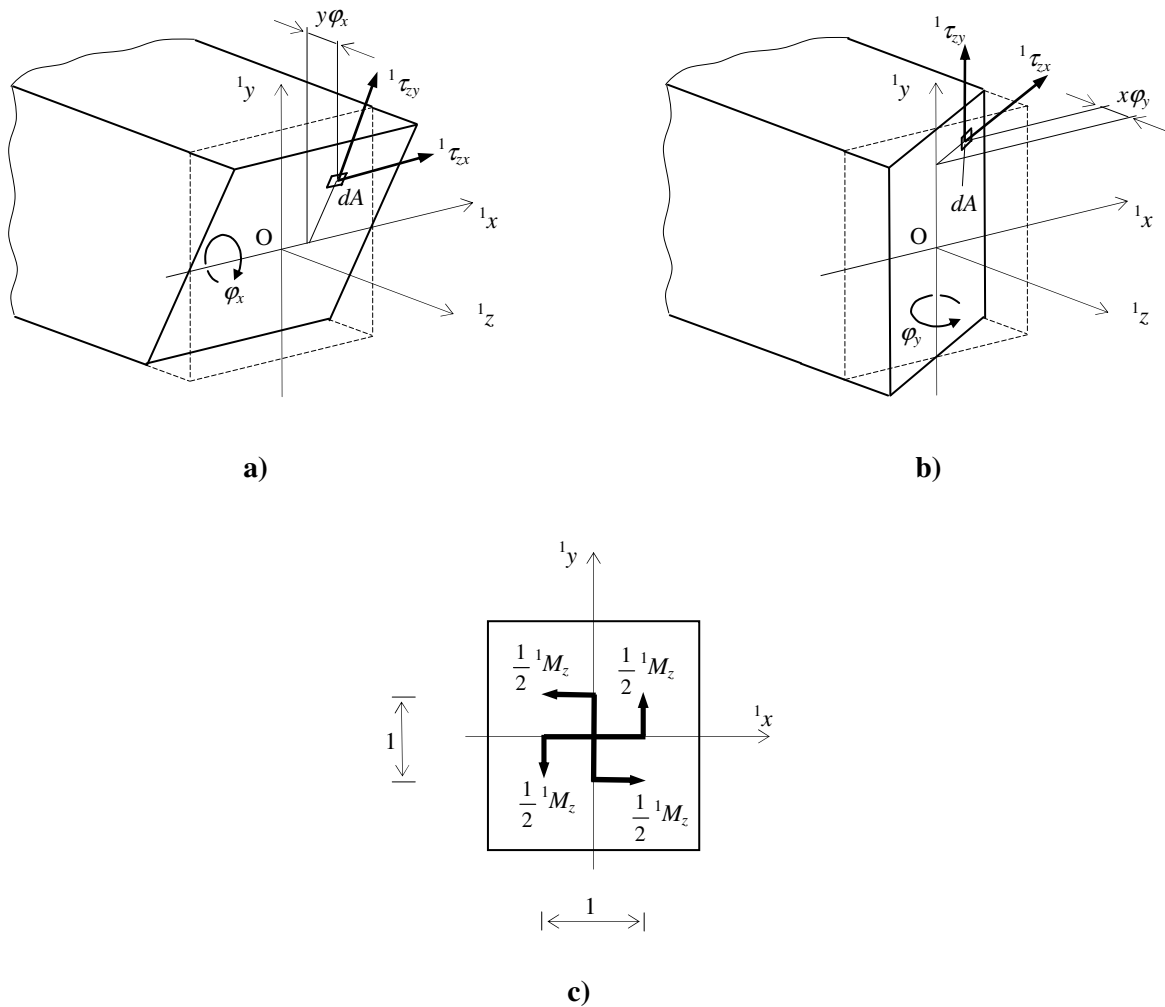 yφx
¹τzy
¹y
¹τzx
dA
¹x
O
φx
¹z
a)
¹τzy
¹τzx
¹y
xφy
dA
O
¹x
φy
¹z
b)
¹y
1/2 ¹Mz 1/2 ¹Mz
¹x
1
1/2 ¹Mz 1/2 ¹Mz
1
c)